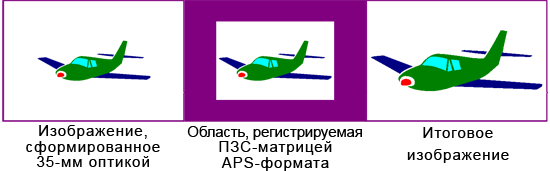 Изображение,
сформированное
35-мм оптикой
Область, регистрируемая
ПЗС-матрицей
APS-формата
Итоговое
изображение